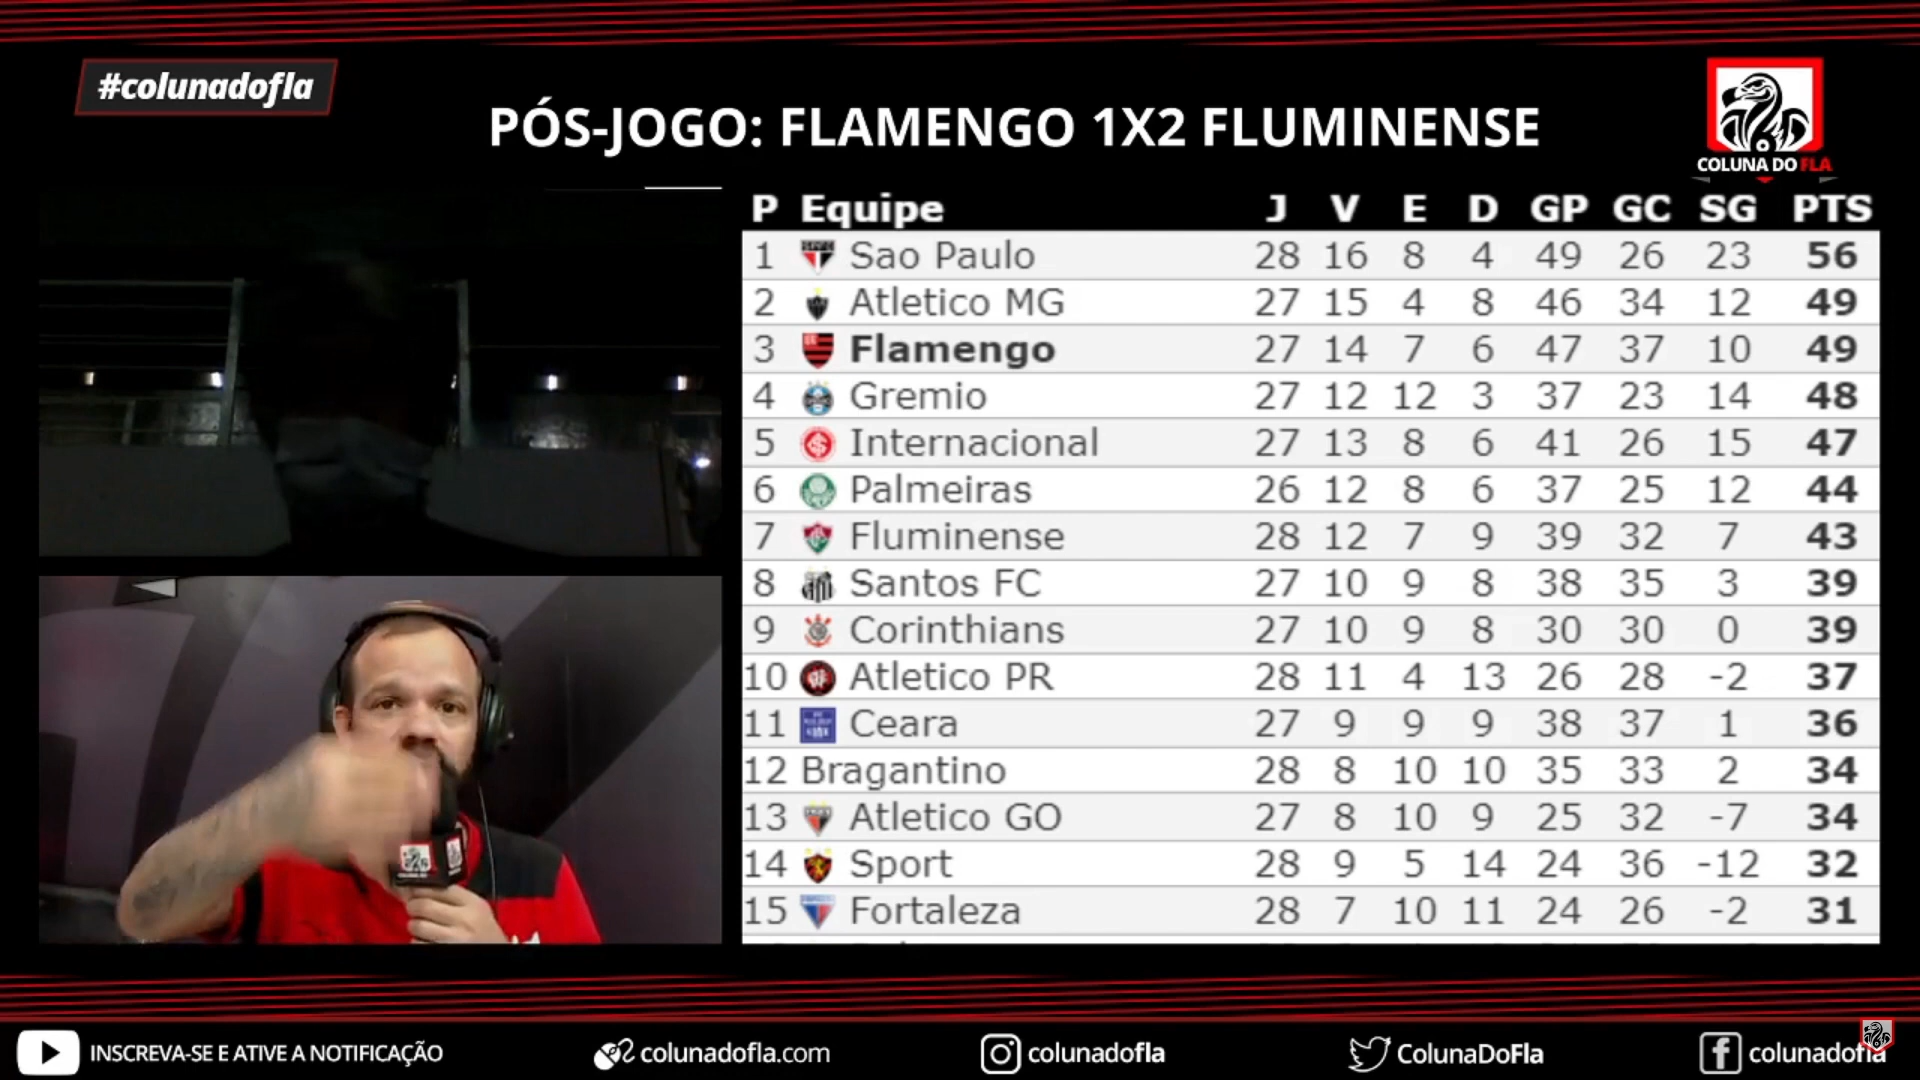 #colunadofla
PÓS-JOGO: FLAMENGO 1X2 FLUMINENSE
COLUNA DO FLA
P Equipe J V E D GP GC SG PTS
1 Sao Paulo 28 16 8 4 49 26 23 56
2 Atletico MG 27 15 4 8 46 34 12 49
3 Flamengo 27 14 7 6 47 37 10 49
4 Gremio 27 12 12 3 37 23 14 48
5 Internacional 27 13 8 6 41 26 15 47
6 Palmeiras 26 12 8 6 37 25 12 44
7 Fluminense 28 12 7 9 39 32 7 43
8 Santos FC 27 10 9 8 38 35 3 39
9 Corinthians 27 10 9 8 30 30 0 39
10 Atletico PR 28 11 4 13 26 28 -2 37
11 Ceara 27 9 9 9 38 37 1 36
12 Bragantino 28 8 10 10 35 33 2 34
13 Atletico GO 27 8 10 9 25 32 -7 34
14 Sport 28 9 5 14 24 36 -12 32
15 Fortaleza 28 7 10 11 24 26 -2 31
INSCREVA-SE E ATIVE A NOTIFICAÇÃO
colunadofla.com
colunadofla
ColunaDoFla
colunadofla